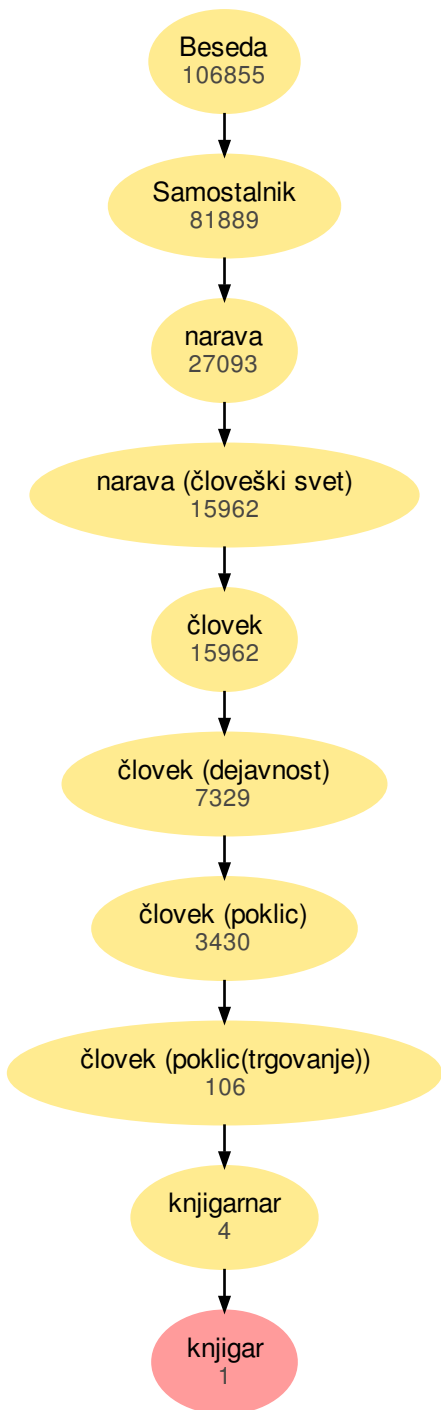 Beseda
106855
Samostalnik
81889
narava
27093
narava (človeški svet)
15962
človek
15962
človek (dejavnost)
7329
človek (poklic)
3430
človek (poklic(trgovanje))
106
knjigarnar
4
knjigar
1